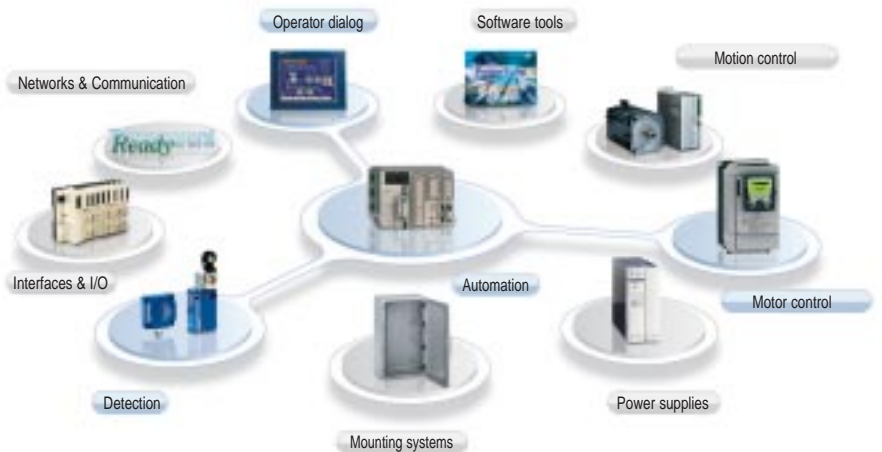 Operator dialog
Software tools
Motion control
Networks & Communication
Ready
Interfaces & I/O
Automation
Motor control
Detection
Power supplies
Mounting systems